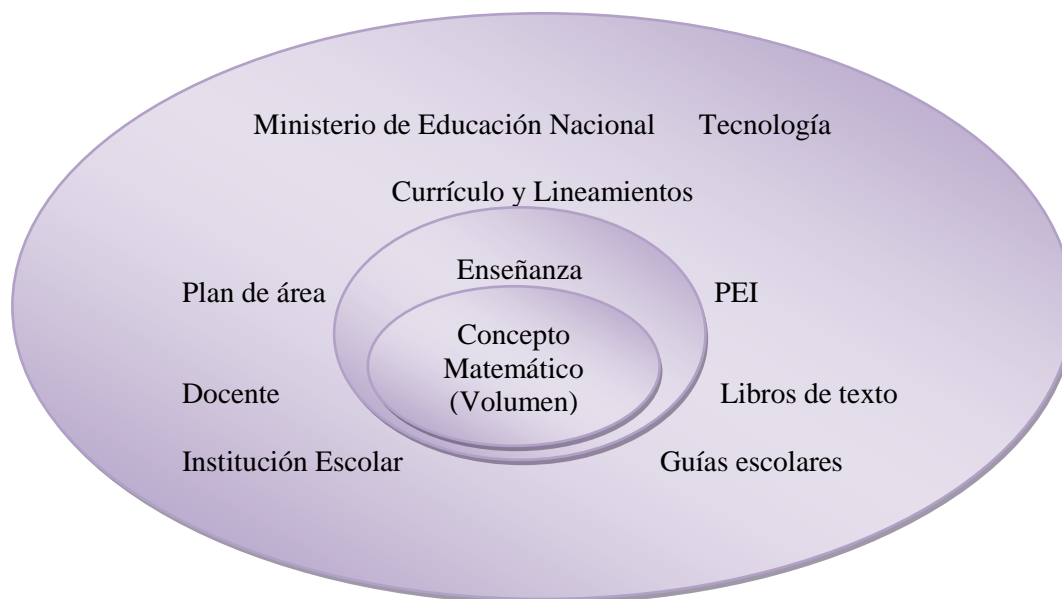 Ministerio de Educación Nacional Tecnología
Currículo y Lineamientos
Enseñanza
Plan de área PEI
Concepto
Matemático
(Volumen)
Docente Libros de texto
Institución Escolar Guías escolares